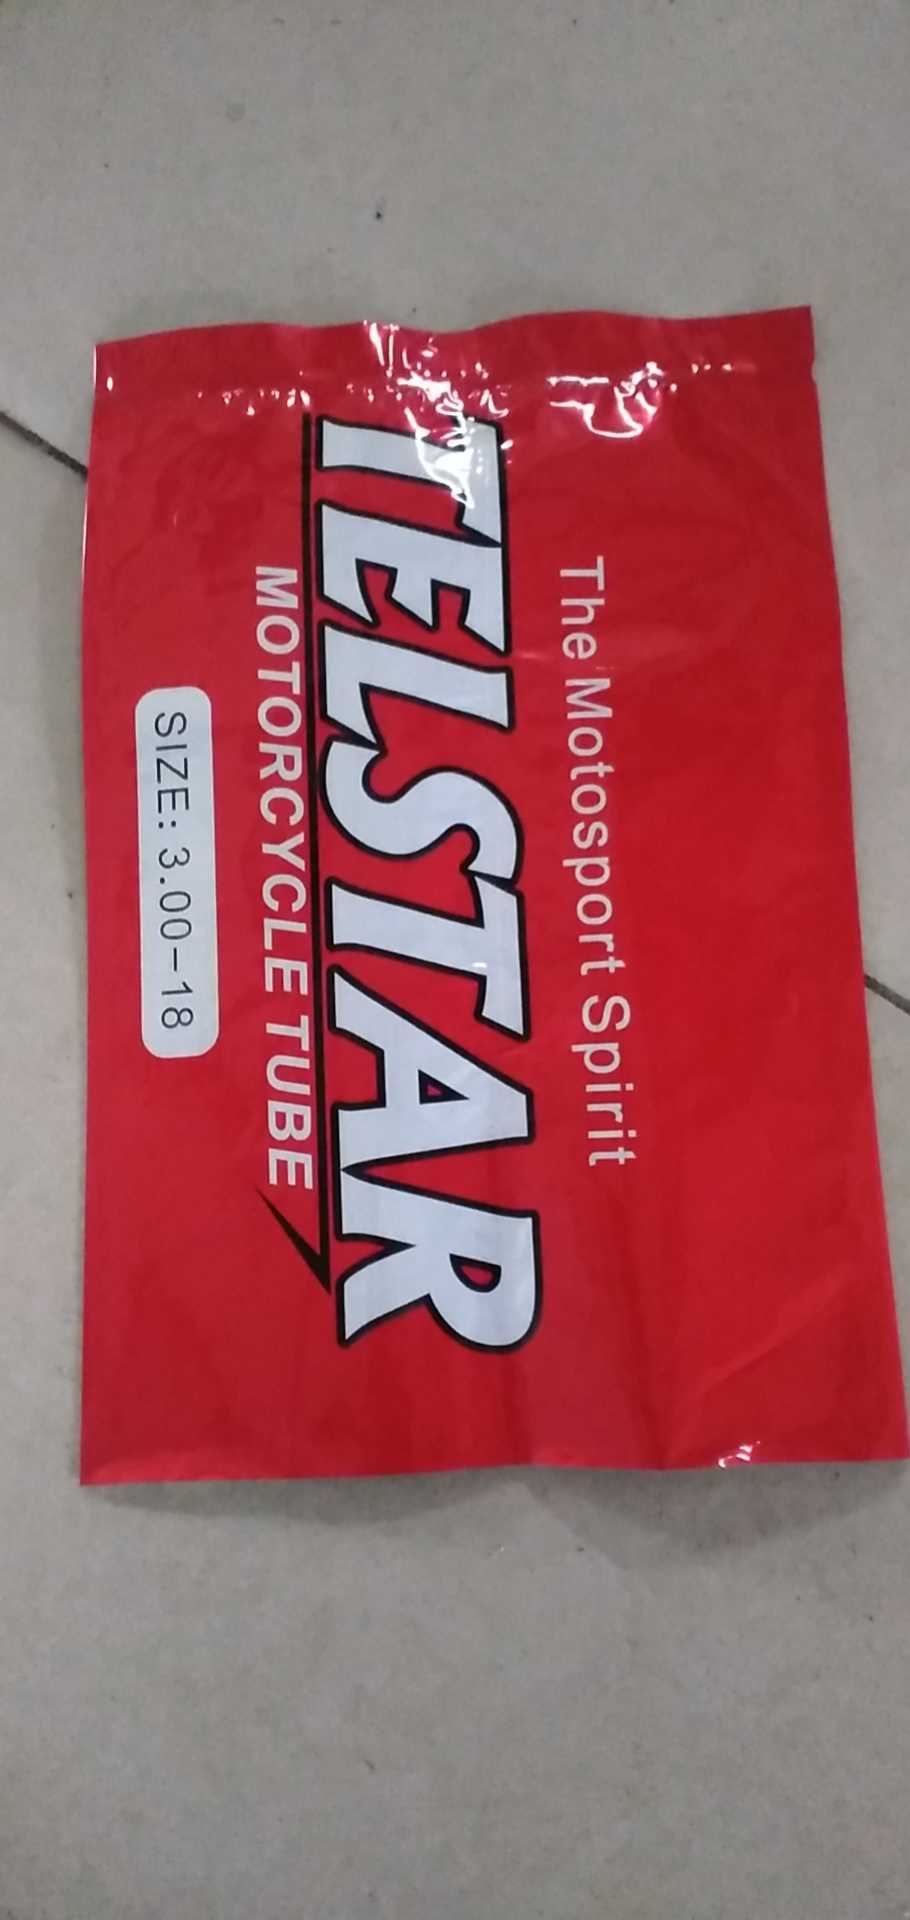 The Motosport Spirit
TELSTAR
MOTORCYCLE TUBE
SIZE: 3.00-18